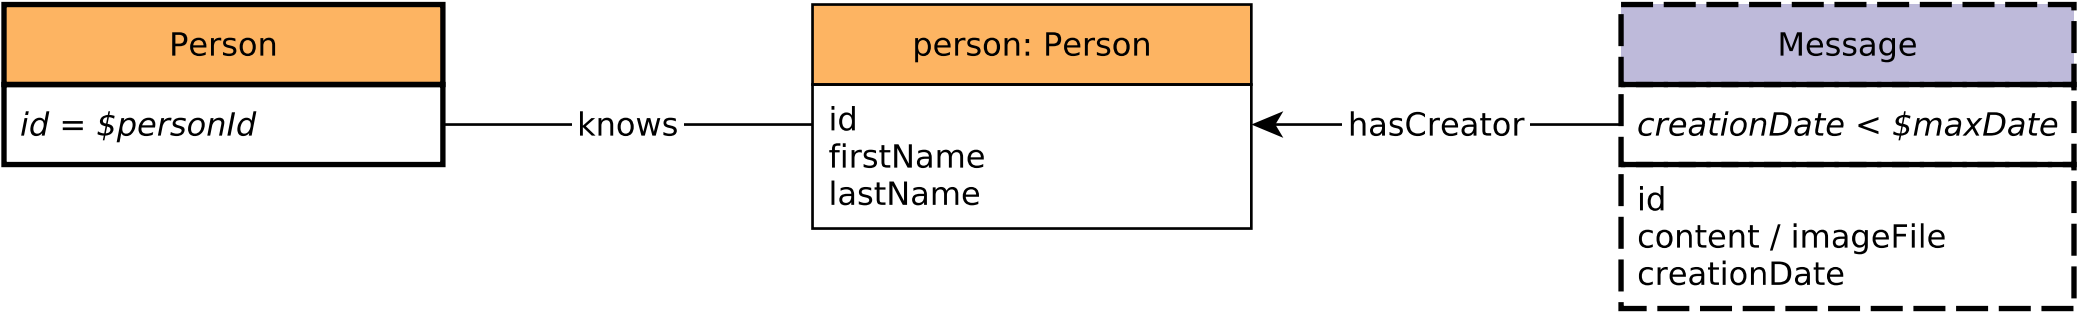 Person
id = $personId
knows
person: Person
id
firstName
lastName
hasCreator
Message
creationDate < $maxDate
id
content / imageFile
creationDate